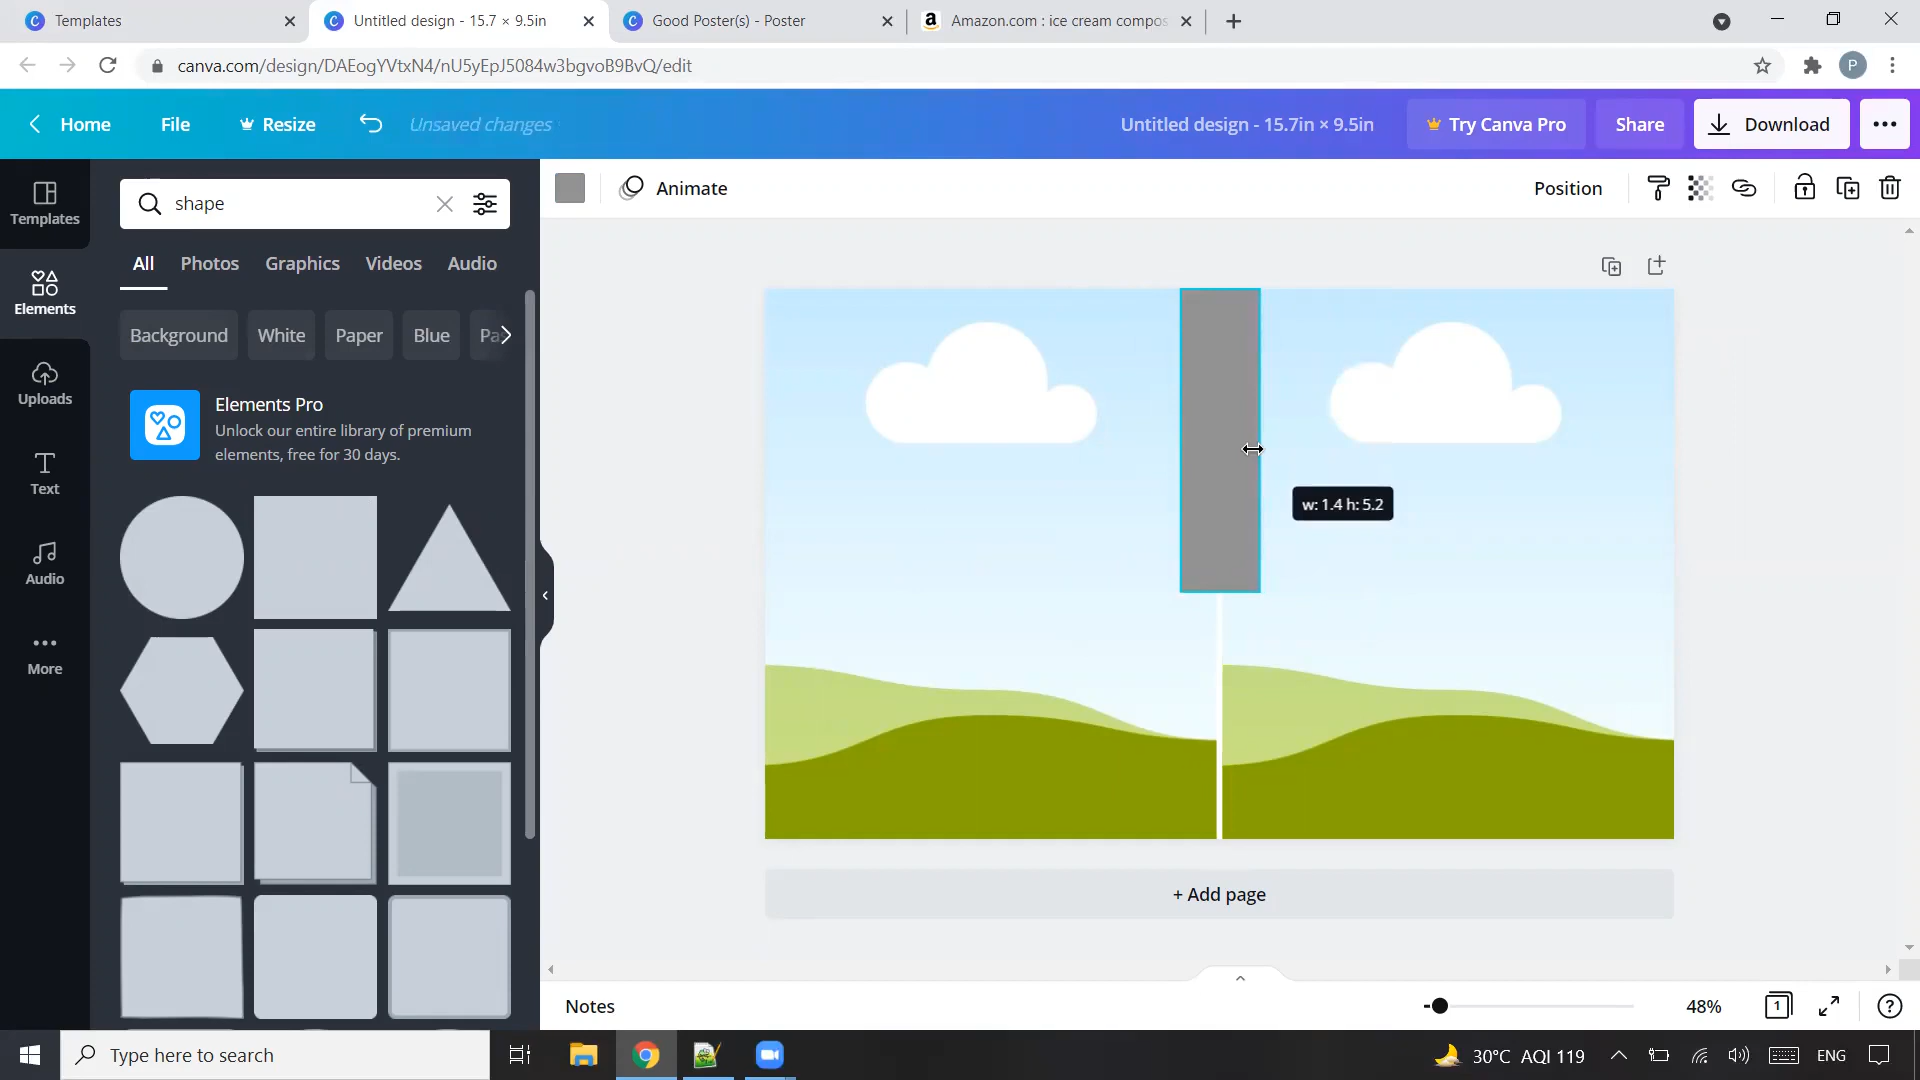 Templates
Untitled design - 15.7 × 9.5in
Good Poster(s) - Poster
Amazon.com : ice cream compos
canva.com/design/DAEogYVtxN4/nU5yEpJ5084w3bgvoB9BvQ/edit
P
Home
File
Resize
Unsaved changes
Untitled design - 15.7in × 9.5in
Try Canva Pro
Share
Download
Templates
Elements
Uploads
Text
Audio
More
shape
All
Photos
Graphics
Videos
Audio
Background
White
Paper
Blue
Pa
Elements Pro
Unlock our entire library of premium
elements, free for 30 days.
Animate
Position
w: 1.4 h: 5.2
+ Add page
Notes
48%
1
Type here to search
30°C AQI 119
ENG